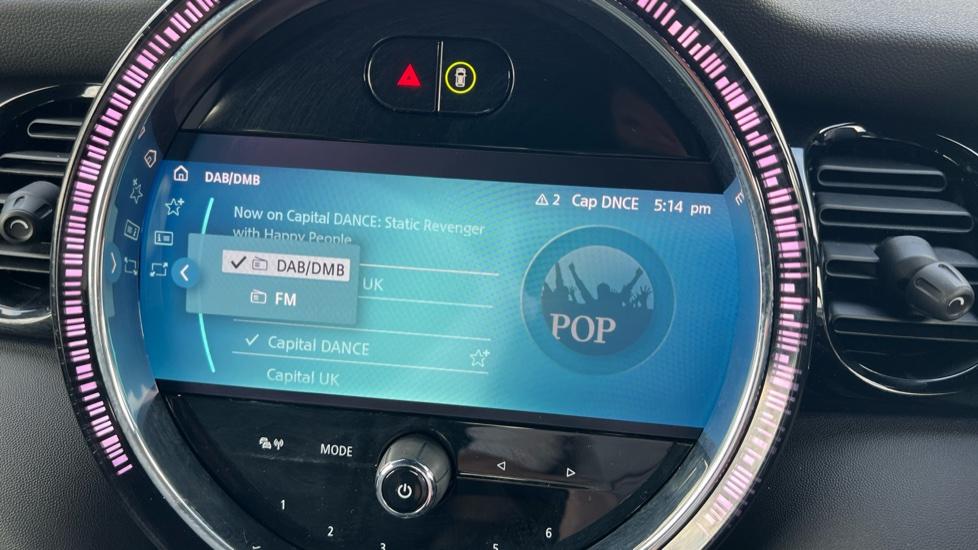 DAB/DMB
2 Cap DNCE 5:14 pm
Now on Capital DANCE: Static Revenger
with Happy People
DAB/DMB
UK
FM
POP
Capital DANCE
Capital UK
MODE
1
2
3
5
6